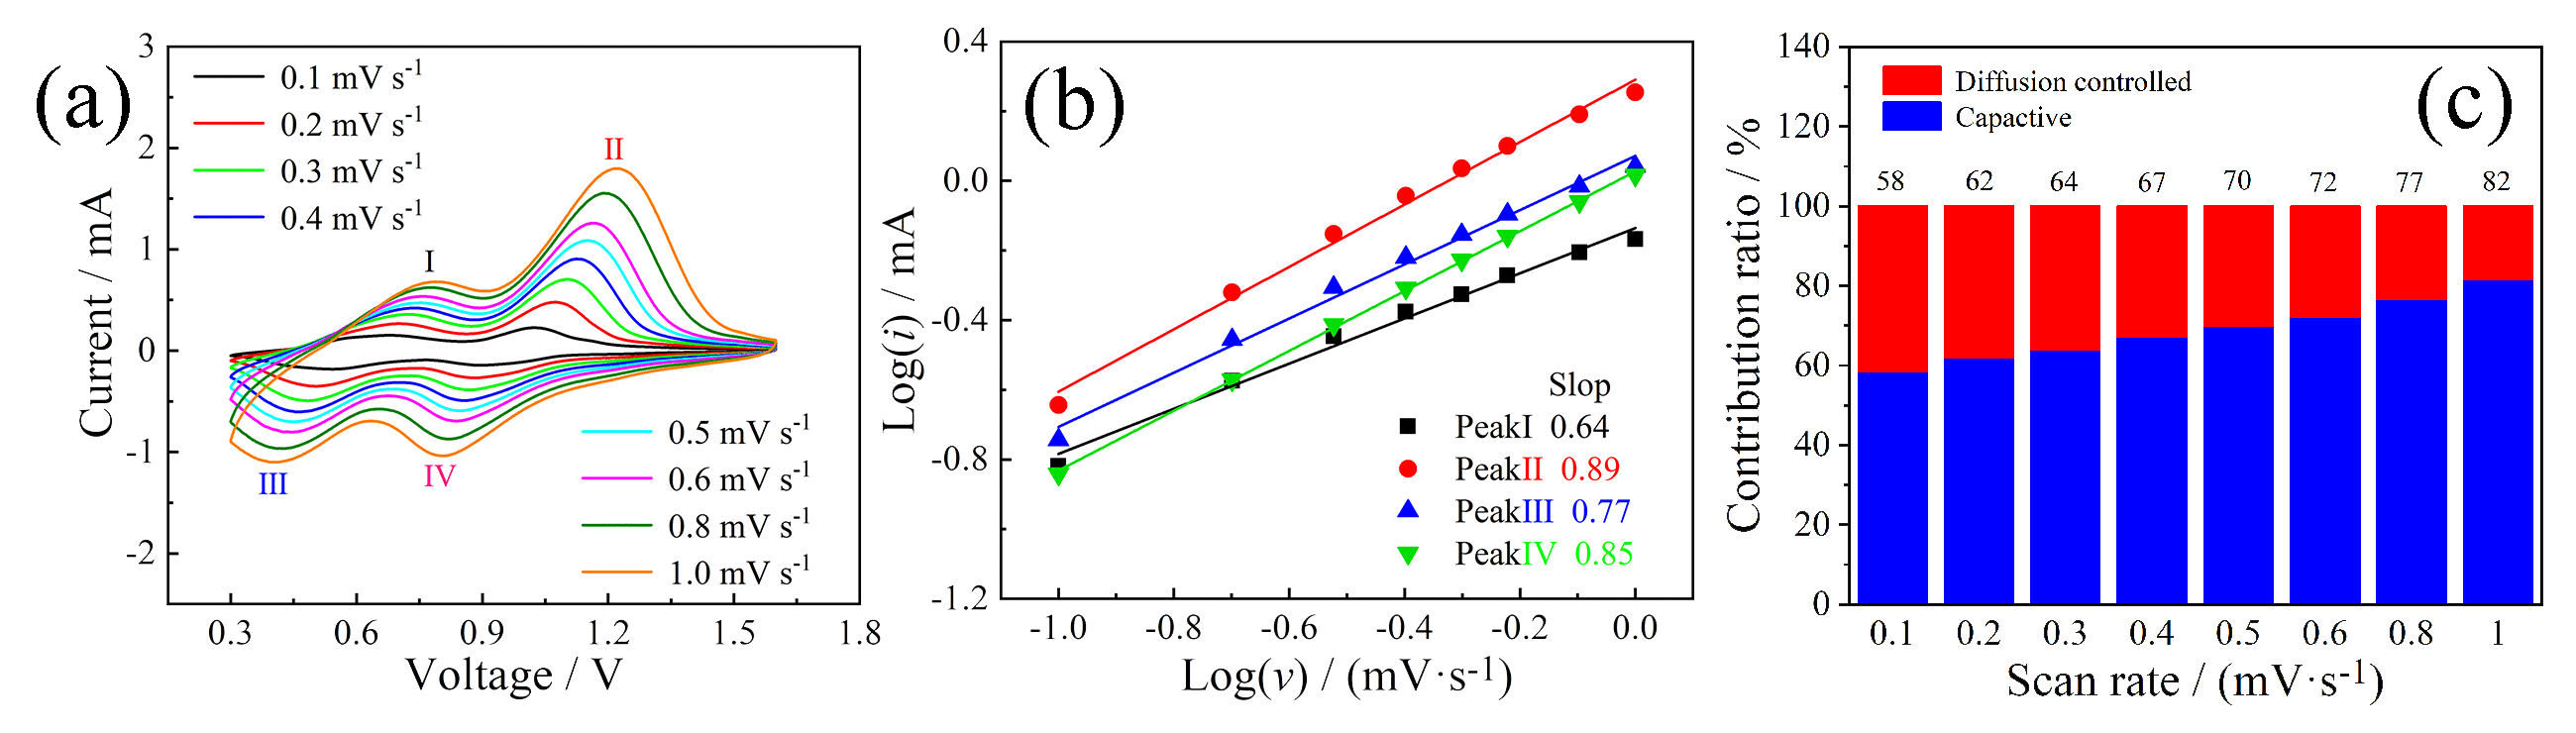 (a)
3
2
1
0
-1
-2
Current / mA
0.1 mV s-1
0.2 mV s-1
0.3 mV s-1
0.4 mV s-1
I
II
III
IV
0.5 mV s-1
0.6 mV s-1
0.8 mV s-1
1.0 mV s-1
0.3 0.6 0.9 1.2 1.5 1.8
Voltage / V
(b)
0.4
0.0
-0.4
-0.8
-1.2
Log(i) / mA
Slop
PeakI 0.64
PeakII 0.89
PeakIII 0.77
PeakIV 0.85
-1.0 -0.8 -0.6 -0.4 -0.2 0.0
Log(v) / (mV·s-1)
(c)
140
120
100
80
60
40
20
0
Contribution ratio / %
Diffusion controlled
Capactive
58 62 64 67 70 72 77 82
0.1 0.2 0.3 0.4 0.5 0.6 0.8 1
Scan rate / (mV·s-1)